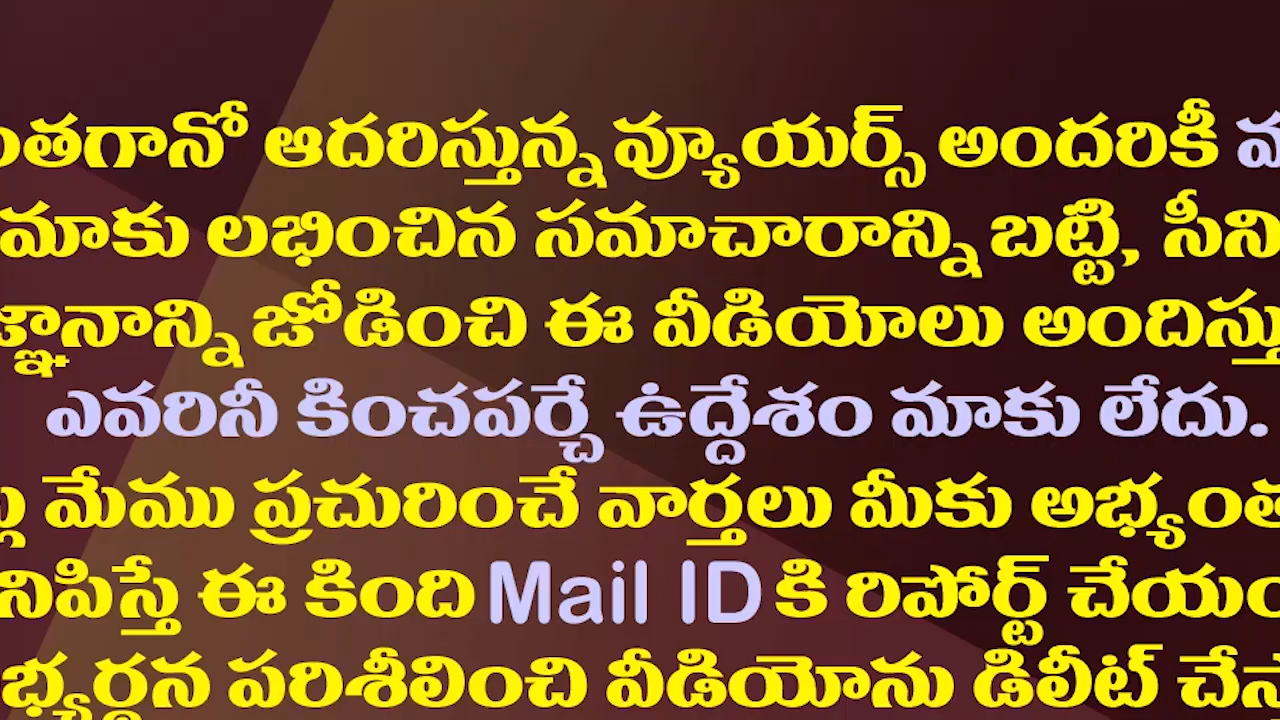 ంతగానో ఆదరిస్తున్న వ్యూయర్స్ అందరికీ
మాకు లభించిన సమాచారాన్ని బట్టి, సీని
జ్ఞానాన్ని జోడించి ఈ వీడియోలు అందిస్తు
ఎవరినీ కించపర్చే ఉద్దేశం మాకు లేదు.
మేము ప్రచురించే వార్తలు మీకు అభ్యంత
నిపిస్తే ఈ కింది Mail ID కి రిపోర్ట్ చేయం
భ్యర్థన పరిశీలించి వీడియోను డిలీట్ చేస